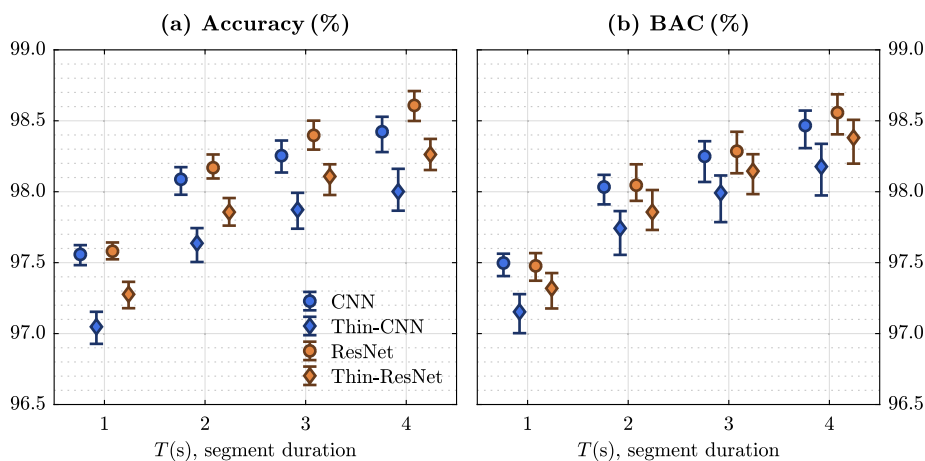 (a) Accuracy (%)
(b) BAC (%)
99.0
98.5
98.0
97.5
97.0
96.5
99.0
98.5
98.0
97.5
97.0
96.5
CNN
Thin-CNN
ResNet
Thin-ResNet
1 2 3 4
1 2 3 4
T(s), segment duration
T(s), segment duration